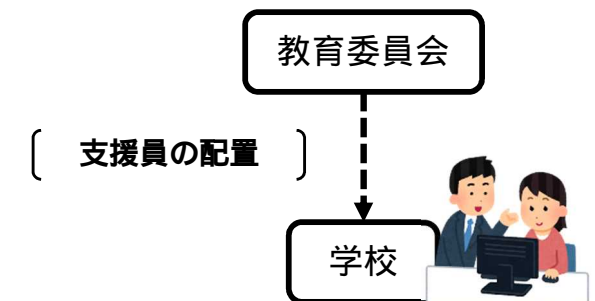 教育委員会
支援員の配置
学校